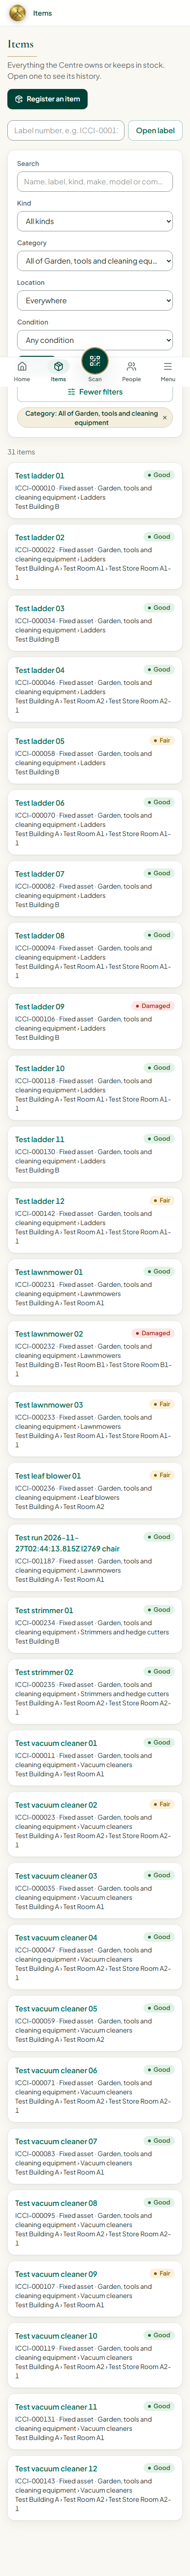 Items
Items
Everything the Centre owns or keeps in stock.
Open one to see its history.
Register an item
Label number, e.g. ICCI-0001
Open label
Search
Name, label, kind, make, model or com...
Kind
All kinds
Category
All of Garden, tools and cleaning equ...
Location
Everywhere
Condition
Any condition
Home
Items
Scan
People
Menu
Fewer filters
Category: All of Garden, tools and cleaning
equipment ×
31 items
Test ladder 01
Good
ICCI-000010 · Fixed asset · Garden, tools and
cleaning equipment › Ladders
Test Building B
Test ladder 02
Good
ICCI-000022 · Fixed asset · Garden, tools and
cleaning equipment › Ladders
Test Building A › Test Room A1 › Test Store Room A1-
1
Test ladder 03
Good
ICCI-000034 · Fixed asset · Garden, tools and
cleaning equipment › Ladders
Test Building B
Test ladder 04
Good
ICCI-000046 · Fixed asset · Garden, tools and
cleaning equipment › Ladders
Test Building A › Test Room A2 › Test Store Room A2-
1
Test ladder 05
Fair
ICCI-000058 · Fixed asset · Garden, tools and
cleaning equipment › Ladders
Test Building B
Test ladder 06
Good
ICCI-000070 · Fixed asset · Garden, tools and
cleaning equipment › Ladders
Test Building A › Test Room A1 › Test Store Room A1-
1
Test ladder 07
Good
ICCI-000082 · Fixed asset · Garden, tools and
cleaning equipment › Ladders
Test Building B
Test ladder 08
Good
ICCI-000094 · Fixed asset · Garden, tools and
cleaning equipment › Ladders
Test Building A › Test Room A1 › Test Store Room A1-
1
Test ladder 09
Damaged
ICCI-000106 · Fixed asset · Garden, tools and
cleaning equipment › Ladders
Test Building B
Test ladder 10
Good
ICCI-000118 · Fixed asset · Garden, tools and
cleaning equipment › Ladders
Test Building A › Test Room A1 › Test Store Room A1-
1
Test ladder 11
Good
ICCI-000130 · Fixed asset · Garden, tools and
cleaning equipment › Ladders
Test Building B
Test ladder 12
Fair
ICCI-000142 · Fixed asset · Garden, tools and
cleaning equipment › Ladders
Test Building A › Test Room A1 › Test Store Room A1-
1
Test lawnmower 01
Good
ICCI-000231 · Fixed asset · Garden, tools and
cleaning equipment › Lawnmowers
Test Building A › Test Room A1
Test lawnmower 02
Damaged
ICCI-000232 · Fixed asset · Garden, tools and
cleaning equipment › Lawnmowers
Test Building B › Test Room B1 › Test Store Room B1-
1
Test lawnmower 03
Fair
ICCI-000233 · Fixed asset · Garden, tools and
cleaning equipment › Lawnmowers
Test Building A › Test Room A1 › Test Store Room A1-
1
Test leaf blower 01
Fair
ICCI-000236 · Fixed asset · Garden, tools and
cleaning equipment › Leaf blowers
Test Building A › Test Room A2
Test run 2026-11-
27T02:44:13.815Z I2769 chair
Good
ICCI-001187 · Fixed asset · Garden, tools and
cleaning equipment › Lawnmowers
Test Building A › Test Room A1
Test strimmer 01
Good
ICCI-000234 · Fixed asset · Garden, tools and
cleaning equipment › Strimmers and hedge cutters
Test Building B
Test strimmer 02
Good
ICCI-000235 · Fixed asset · Garden, tools and
cleaning equipment › Strimmers and hedge cutters
Test Building A › Test Room A2 › Test Store Room A2-
1
Test vacuum cleaner 01
Good
ICCI-000011 · Fixed asset · Garden, tools and
cleaning equipment › Vacuum cleaners
Test Building A › Test Room A1
Test vacuum cleaner 02
Fair
ICCI-000023 · Fixed asset · Garden, tools and
cleaning equipment › Vacuum cleaners
Test Building A › Test Room A2 › Test Store Room A2-
1
Test vacuum cleaner 03
Good
ICCI-000035 · Fixed asset · Garden, tools and
cleaning equipment › Vacuum cleaners
Test Building A › Test Room A1
Test vacuum cleaner 04
Good
ICCI-000047 · Fixed asset · Garden, tools and
cleaning equipment › Vacuum cleaners
Test Building A › Test Room A2 › Test Store Room A2-
1
Test vacuum cleaner 05
Good
ICCI-000059 · Fixed asset · Garden, tools and
cleaning equipment › Vacuum cleaners
Test Building A › Test Room A2
Test vacuum cleaner 06
Good
ICCI-000071 · Fixed asset · Garden, tools and
cleaning equipment › Vacuum cleaners
Test Building A › Test Room A2 › Test Store Room A2-
1
Test vacuum cleaner 07
Good
ICCI-000083 · Fixed asset · Garden, tools and
cleaning equipment › Vacuum cleaners
Test Building A › Test Room A1
Test vacuum cleaner 08
Good
ICCI-000095 · Fixed asset · Garden, tools and
cleaning equipment › Vacuum cleaners
Test Building A › Test Room A2 › Test Store Room A2-
1
Test vacuum cleaner 09
Fair
ICCI-000107 · Fixed asset · Garden, tools and
cleaning equipment › Vacuum cleaners
Test Building A › Test Room A1
Test vacuum cleaner 10
Good
ICCI-000119 · Fixed asset · Garden, tools and
cleaning equipment › Vacuum cleaners
Test Building A › Test Room A2 › Test Store Room A2-
1
Test vacuum cleaner 11
Good
ICCI-000131 · Fixed asset · Garden, tools and
cleaning equipment › Vacuum cleaners
Test Building A › Test Room A1
Test vacuum cleaner 12
Good
ICCI-000143 · Fixed asset · Garden, tools and
cleaning equipment › Vacuum cleaners
Test Building A › Test Room A2 › Test Store Room A2-
1